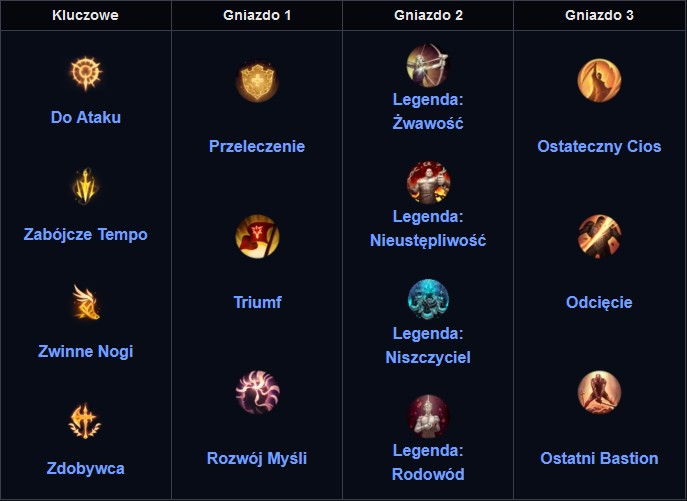 Kluczowe
Gniazdo 1
Gniazdo 2
Gniazdo 3
Do Ataku
Zabójcze Tempo
Zwinne Nogi
Zdobywca
Przeleczenie
Triumf
Rozwój Myśli
Legenda:
Żwawość
Legenda:
Nieustępliwość
Legenda:
Niszczyciel
Legenda:
Rodowód
Ostateczny Cios
Odcięcie
Ostatni Bastion